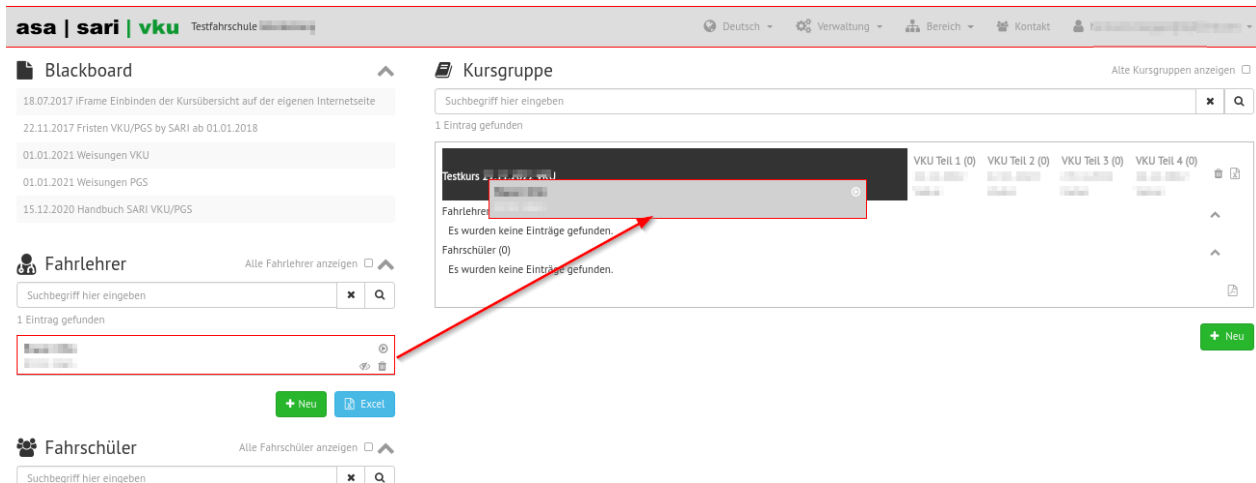 asa | sari | vku Testfahrschule
Deutsch Verwaltung Bereich Kontakt
Blackboard
18.07.2017 iFrame Einbinden der Kursübersicht auf der eigenen Internetseite
22.11.2017 Fristen VKU/PGS by SARI ab 01.01.2018
01.01.2021 Weisungen VKU
01.01.2021 Weisungen PGS
15.12.2020 Handbuch SARI VKU/PGS
Fahrlehrer Alle Fahrlehrer anzeigen
Suchbegriff hier eingeben
1 Eintrag gefunden
+ Neu Excel
Fahrschüler Alle Fahrschüler anzeigen
Suchbegriff hier eingeben
Kursgruppe Alte Kursgruppen anzeigen
Suchbegriff hier eingeben
1 Eintrag gefunden
VKU Teil 1 (0) VKU Teil 2 (0) VKU Teil 3 (0) VKU Teil 4 (0)
Testkurs VKU
Fahrlehrer
Es wurden keine Einträge gefunden.
Fahrschüler (0)
Es wurden keine Einträge gefunden.
+ Neu